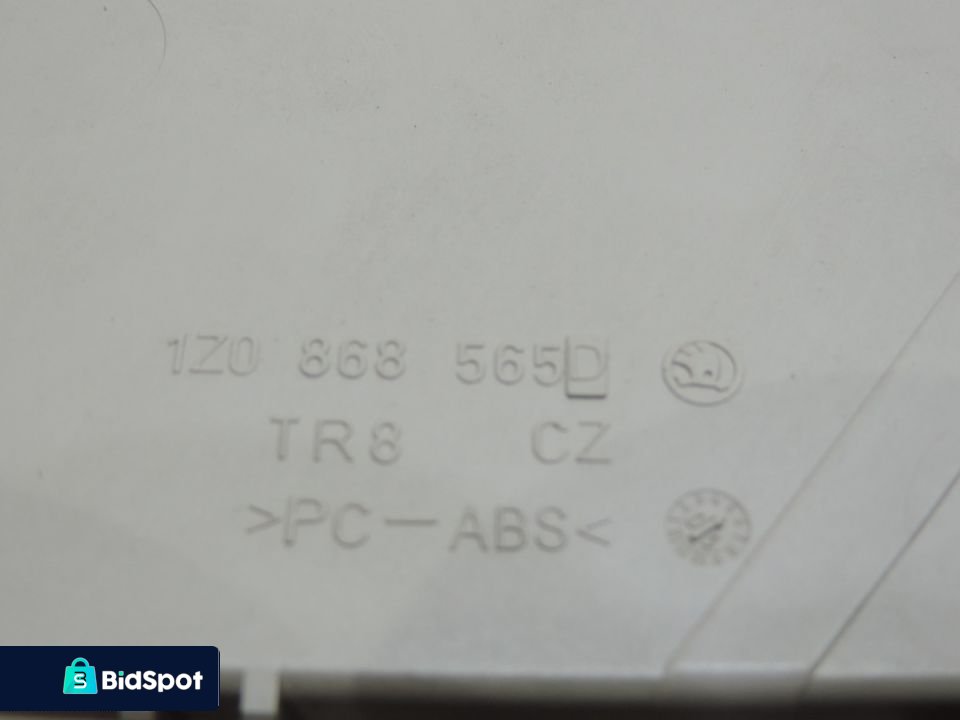 1Z0 868 565D
TR8 CZ
>PC-ABS<
BidSpot